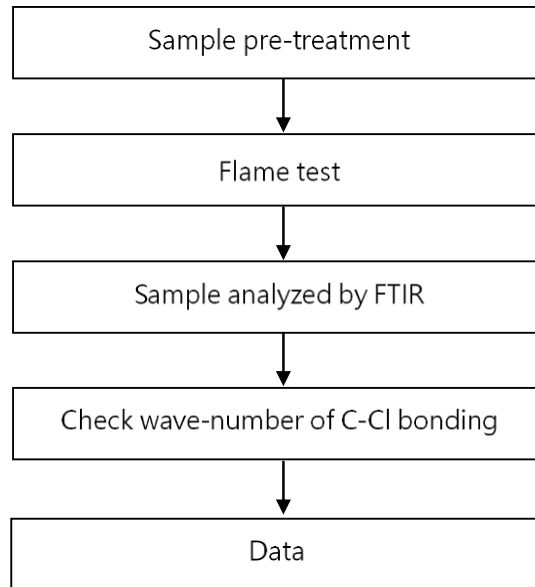 Sample pre-treatment
Flame test
Sample analyzed by FTIR
Check wave-number of C-Cl bonding
Data